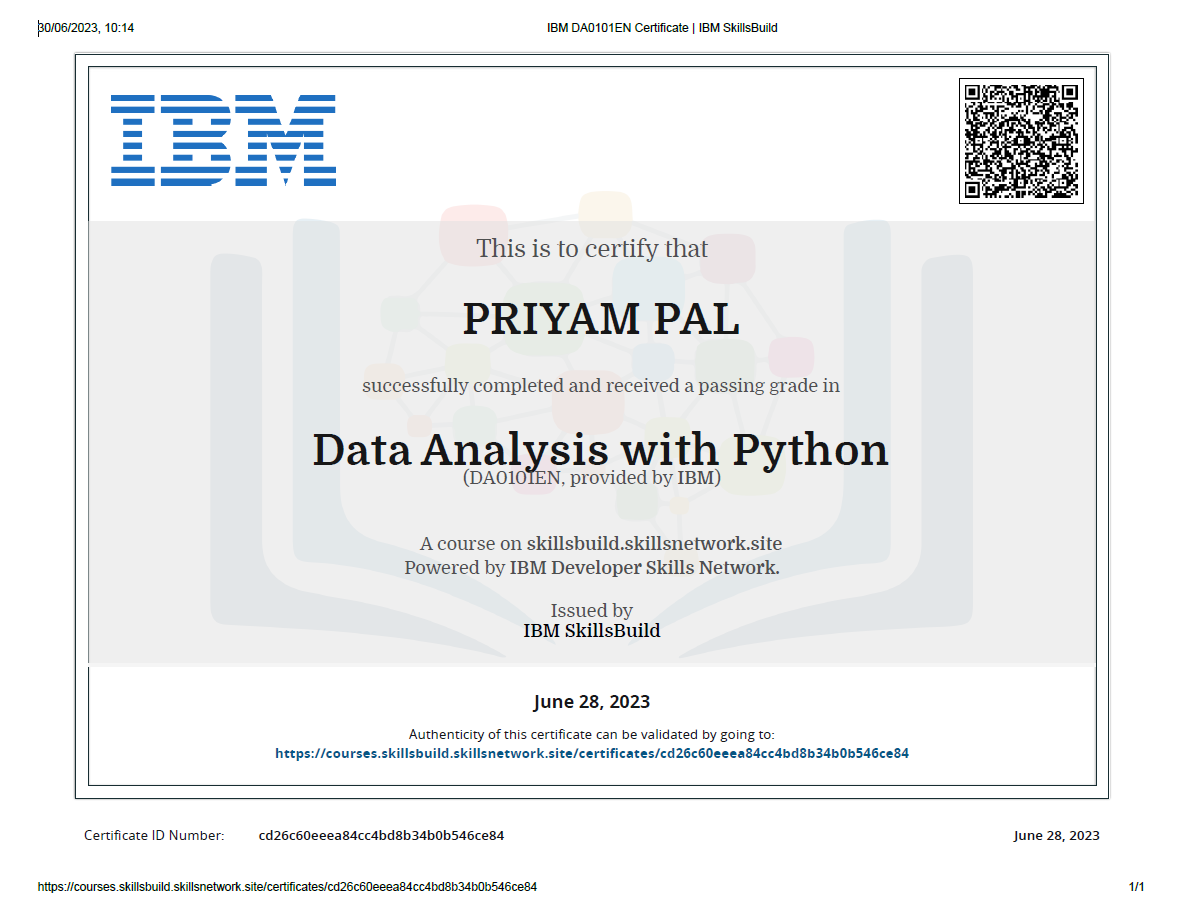 30/06/2023, 10:14
IBM DA0101EN Certificate | IBM SkillsBuild
IBM
This is to certify that
PRIYAM PAL
successfully completed and received a passing grade in
Data Analysis with Python
(DA0101EN, provided by IBM)
A course on skillsbuild.skillsnetwork.site
Powered by IBM Developer Skills Network.
Issued by
IBM SkillsBuild
June 28, 2023
Authenticity of this certificate can be validated by going to:
https://courses.skillsbuild.skillsnetwork.site/certificates/cd26c60eeea84cc4bd8b34b0b546ce84
Certificate ID Number: cd26c60eeea84cc4bd8b34b0b546ce84
June 28, 2023
https://courses.skillsbuild.skillsnetwork.site/certificates/cd26c60eeea84cc4bd8b34b0b546ce84
1/1